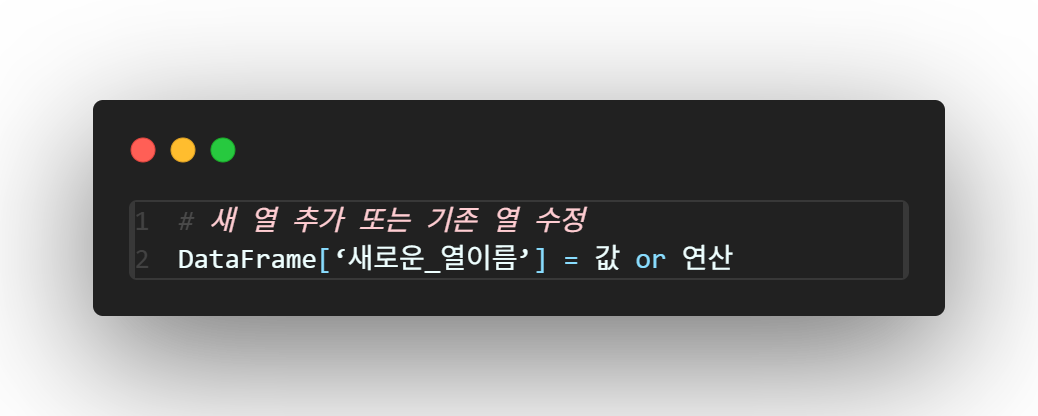 1 # 새 열 추가 또는 기존 열 수정
2 DataFrame[‘새로운_열이름’] = 값 or 연산